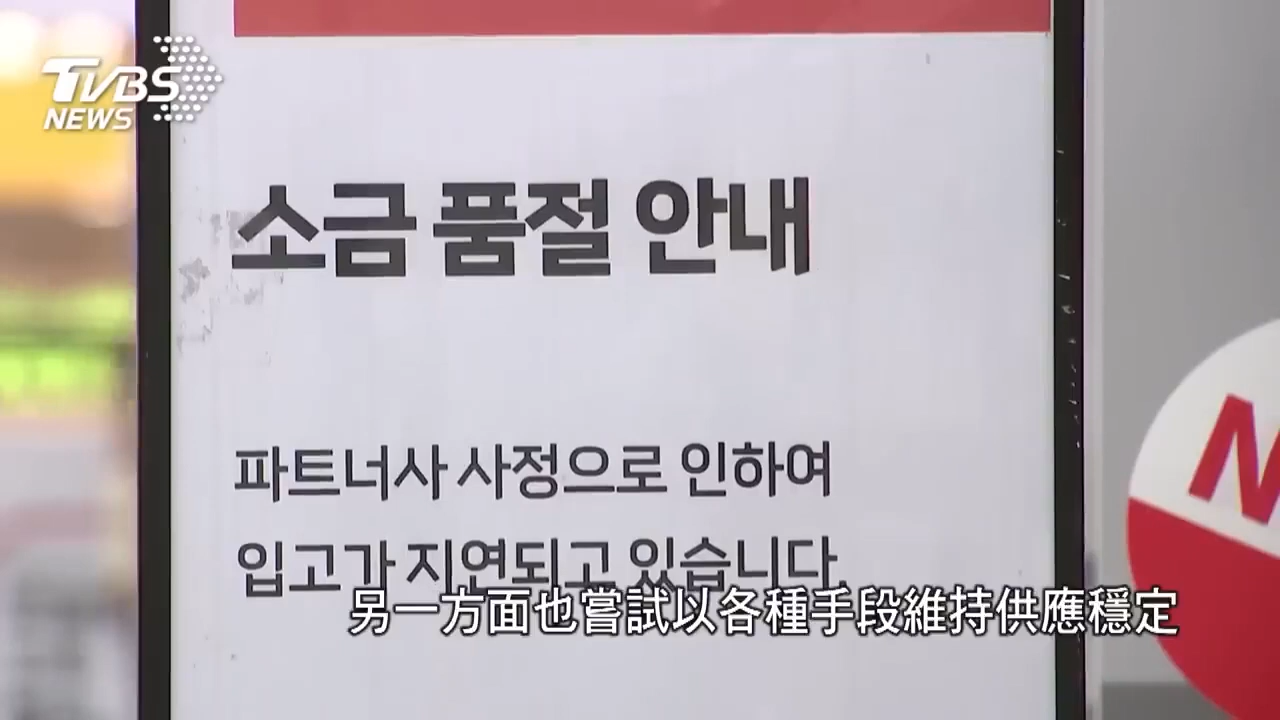 TVBS
NEWS
소금 품절 안내
파트너사 사정으로 인하여
입고가 지연되고 있습니다.
另一方面也嘗試以各種手段維持供應穩定
N